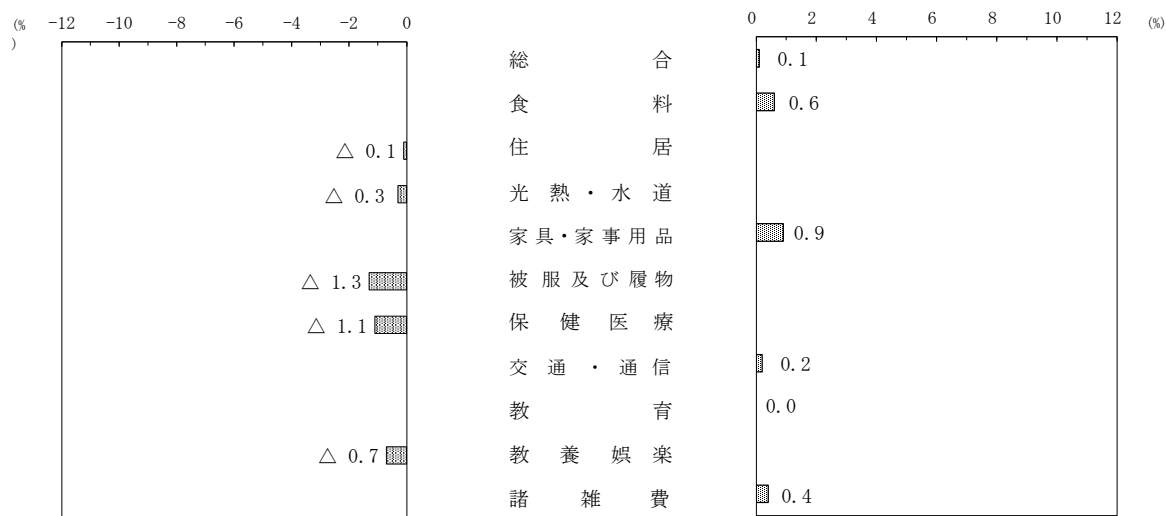 (%) -12 -10 -8 -6 -4 -2 0 0 2 4 6 8 10 12 (%)
総合 0.1
食料 0.6
△ 0.1 住居
△ 0.3 光熱・水道
家具・家事用品 0.9
△ 1.3 被服及び履物
△ 1.1 保健医療
交通・通信 0.2
教育 0.0
△ 0.7 教養娯楽
諸雑費 0.4